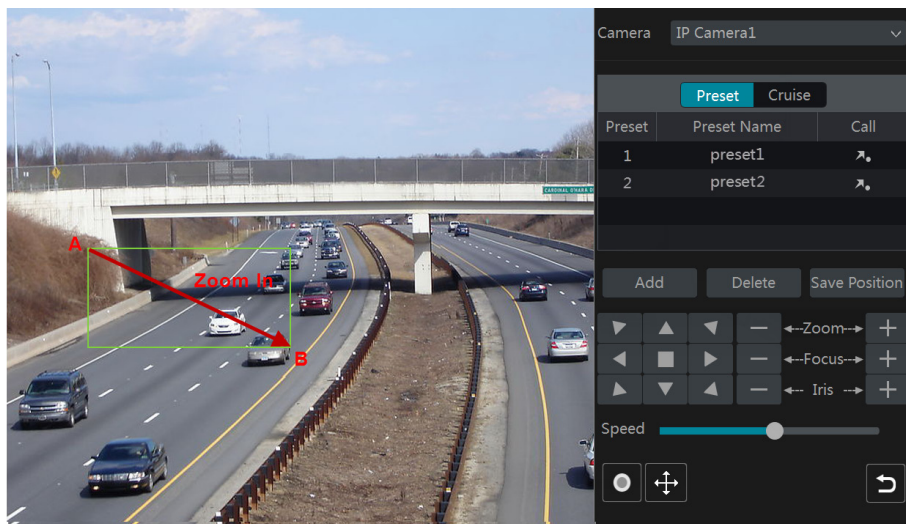 Camera IP Camera1
Preset Cruise
Preset Preset Name Call
1 preset1
2 preset2
Add Delete Save Position
Zoom
Focus
Iris
Speed
CARDINAL O'HARA
A
Zoom In
B